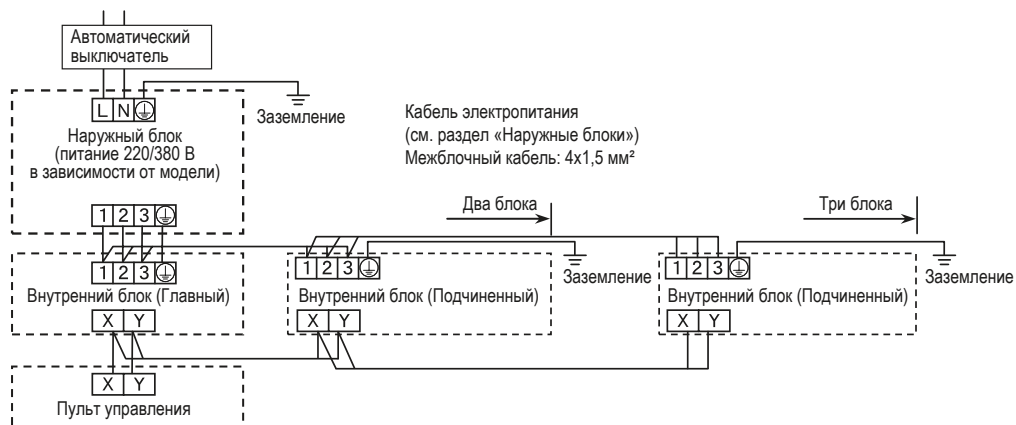 Автоматический
выключатель
L N
Заземление
Наружный блок
(питание 220/380 В
в зависимости от модели)
Кабель электропитания
(см. раздел «Наружные блоки»)
Межблочный кабель: 4x1,5 мм²
Два блока
Три блока
1 2 3
1 2 3
Внутренний блок (Главный)
X Y
1 2 3
Заземление
Внутренний блок (Подчиненный)
X Y
1 2 3
Заземление
Внутренний блок (Подчиненный)
X Y
X Y
Пульт управления